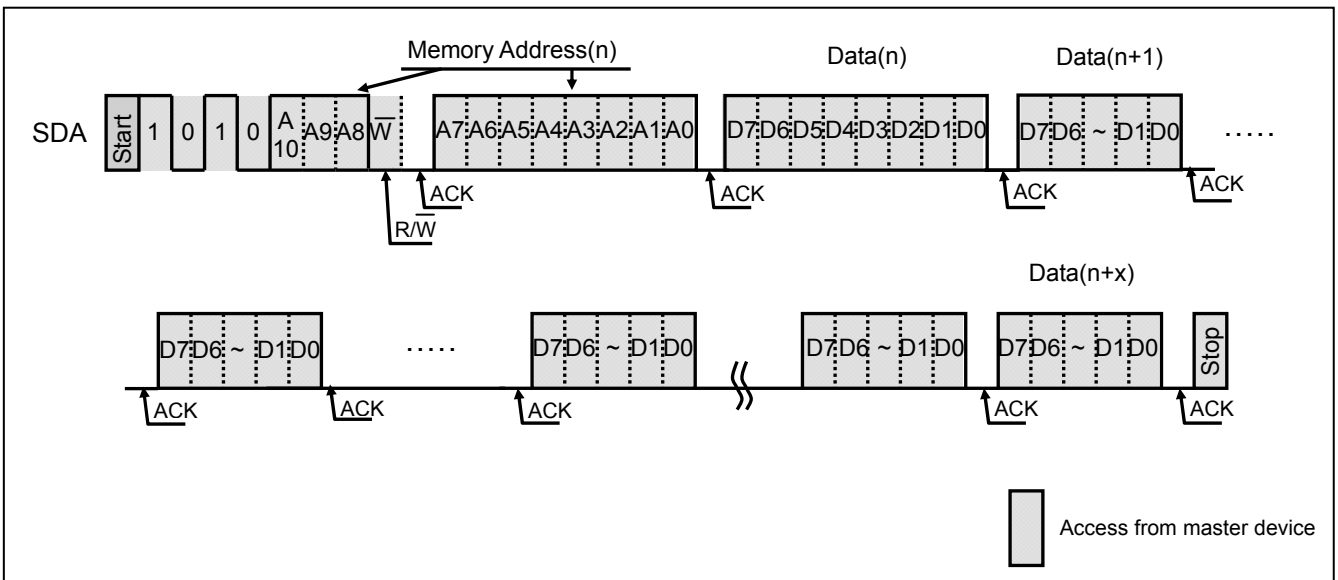 Memory Address(n) Data(n) Data(n+1)
SDA Start 1 0 1 0 A10 A9 A8 W̅ A7 A6 A5 A4 A3 A2 A1 A0 D7 D6 D5 D4 D3 D2 D1 D0 D7 D6 ~ D1 D0 .....
ACK ACK ACK ACK
R/W̅
Data(n+x)
D7 D6 ~ D1 D0 ..... D7 D6 ~ D1 D0 D7 D6 ~ D1 D0 D7 D6 ~ D1 D0 Stop
ACK ACK ACK ACK ACK
Access from master device